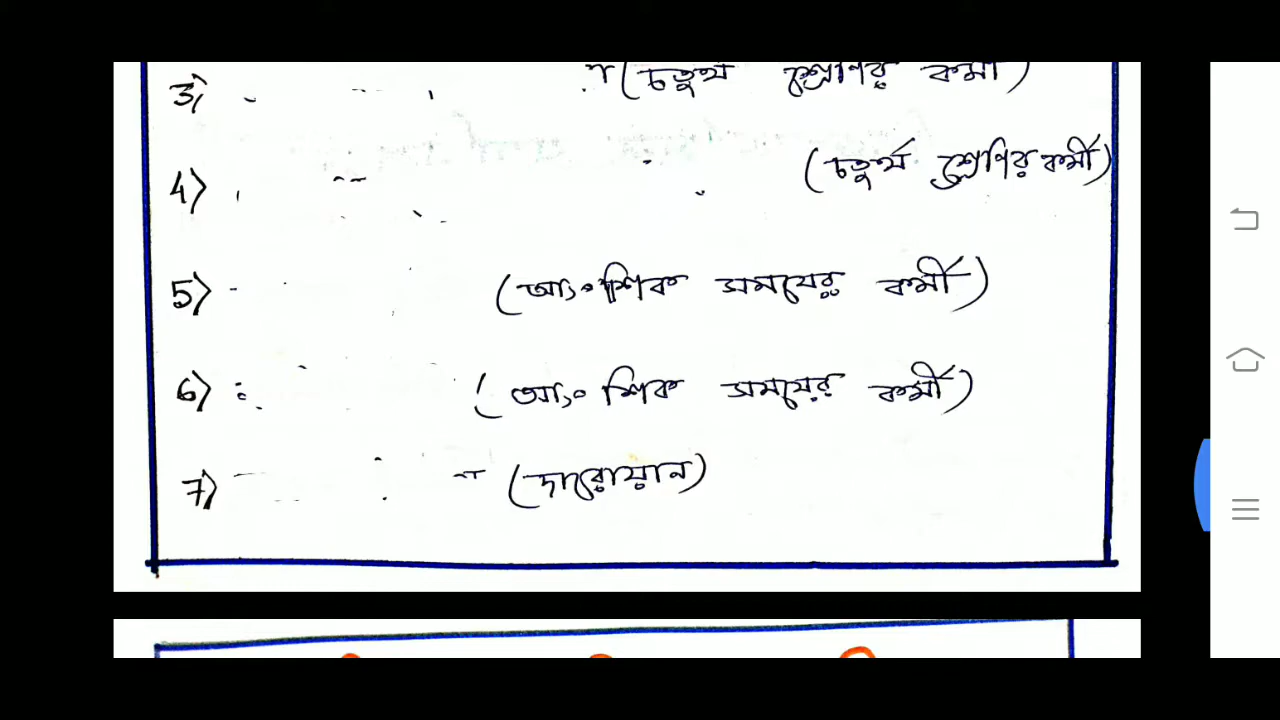 3) (চতুর্থ শ্রেণির কর্মী)
4) (চতুর্থ শ্রেণির কর্মী)
5) (আংশিক সময়ের কর্মী)
6) (আংশিক সময়ের কর্মী)
7) (দারোয়ান)